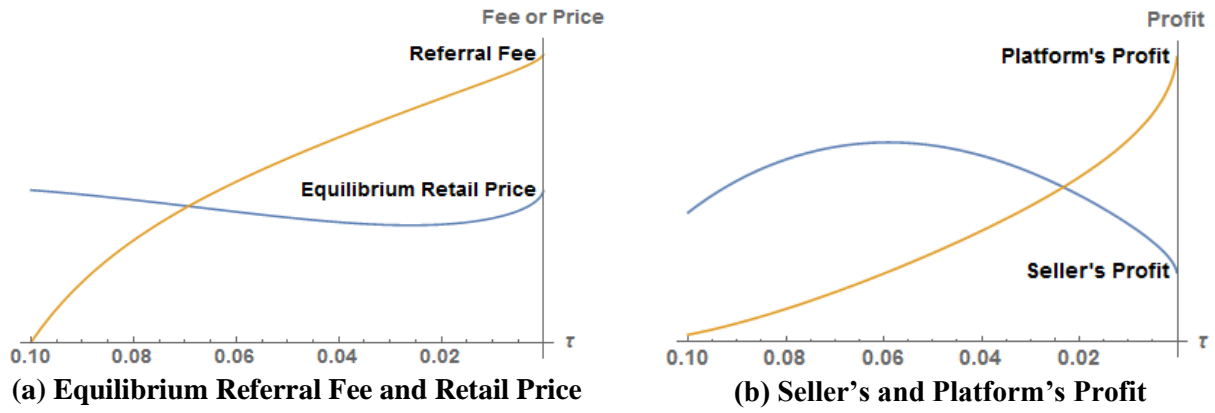 Fee or Price
Referral Fee
Equilibrium Retail Price
0.10 0.08 0.06 0.04 0.02 τ
(a) Equilibrium Referral Fee and Retail Price
Profit
Platform's Profit
Seller's Profit
0.10 0.08 0.06 0.04 0.02 τ
(b) Seller's and Platform's Profit